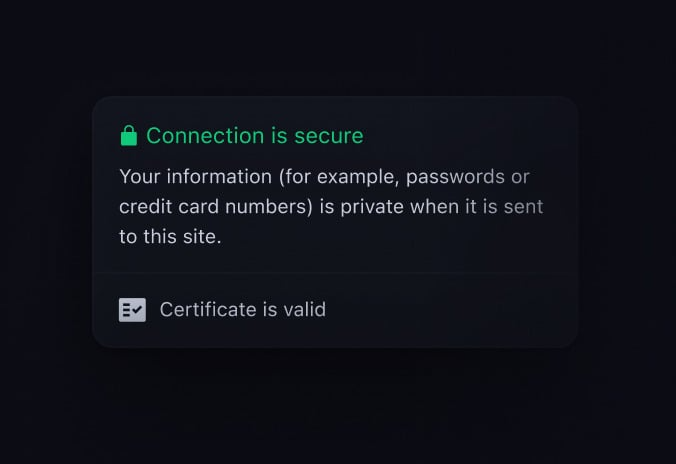 Connection is secure
Your information (for example, passwords or
credit card numbers) is private when it is sent
to this site.
Certificate is valid